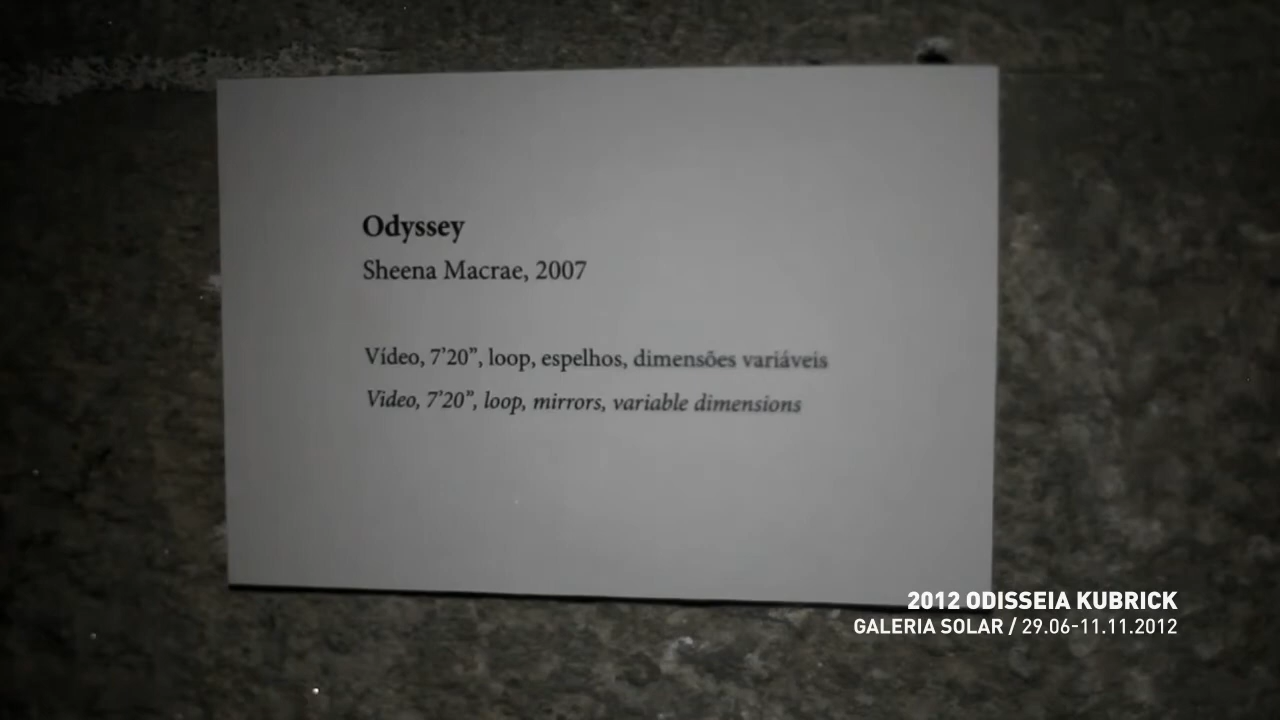 Odyssey
Sheena Macrae, 2007
Vídeo, 7’20”, loop, espelhos, dimensões variáveis
Video, 7’20”, loop, mirrors, variable dimensions
2012 ODISSEIA KUBRICK
GALERIA SOLAR / 29.06-11.11.2012